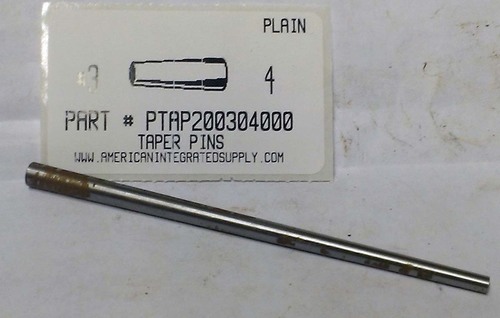 PLAIN
#3 4
PART # PTAP200304000
TAPER PINS
WWW.AMERICANINTEGRATEDSUPPLY.COM